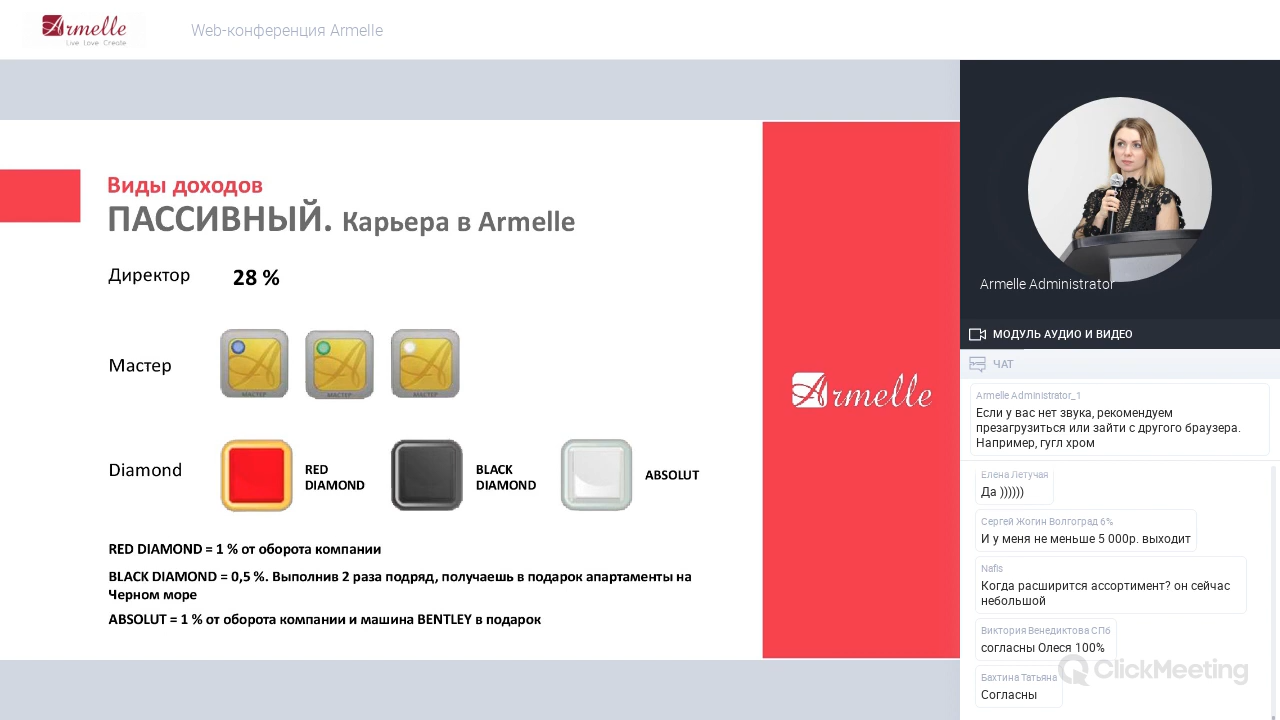 Armelle
Live Love Create
Web-конференция Armelle
Виды доходов
ПАССИВНЫЙ. Карьера в Armelle
Директор 28 %
Мастер
МАСТЕР МАСТЕР МАСТЕР
Diamond
RED
DIAMOND
BLACK
DIAMOND
ABSOLUT
RED DIAMOND = 1 % от оборота компании
BLACK DIAMOND = 0,5 %. Выполнив 2 раза подряд, получаешь в подарок апартаменты на
Черном море
ABSOLUT = 1 % от оборота компании и машина BENTLEY в подарок
Armelle
Armelle Administrator
МОДУЛЬ АУДИО И ВИДЕО
ЧАТ
Armelle Administrator_1
Если у вас нет звука, рекомендуем
презагрузиться или зайти с другого браузера.
Например, гугл хром
Елена Летучая
Да ))))))
Сергей Жогин Волгоград 6%
И у меня не меньше 5 000р. выходит
Nafis
Когда расширится ассортимент? он сейчас
небольшой
Виктория Венедиктова СПб
согласны Олеся 100%
Бахтина Татьяна
Согласны
ClickMeeting